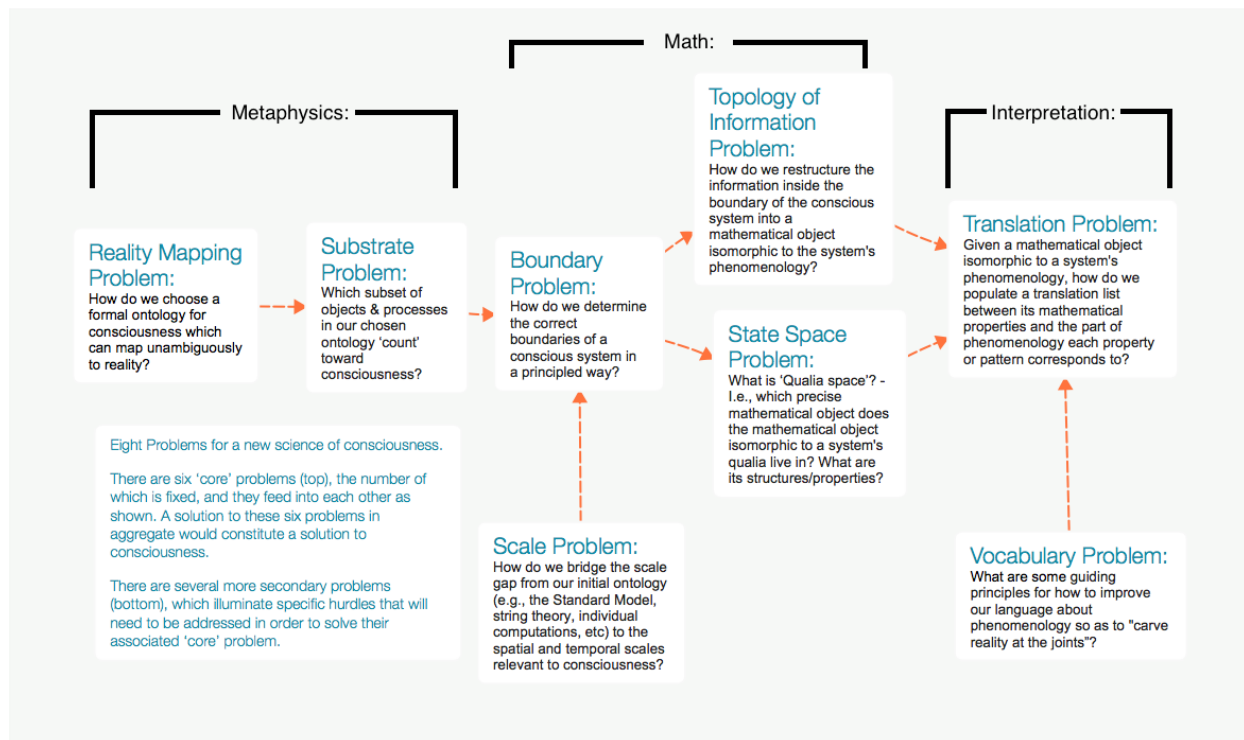 Math:
Metaphysics:
Interpretation:
Reality Mapping
Problem:
How do we choose a
formal ontology for
consciousness which
can map unambiguously
to reality?
Substrate
Problem:
Which subset of
objects & processes
in our chosen
ontology 'count'
toward
consciousness?
Boundary
Problem:
How do we determine
the correct
boundaries of a
conscious system in
a principled way?
Topology of
Information
Problem:
How do we restructure the
information inside the
boundary of the conscious
system into a
mathematical object
isomorphic to the system's
phenomenology?
State Space
Problem:
What is 'Qualia space'? -
I.e., which precise
mathematical object does
the mathematical object
isomorphic to a system's
qualia live in? What are
its structures/properties?
Translation Problem:
Given a mathematical object
isomorphic to a system's
phenomenology, how do we
populate a translation list
between its mathematical
properties and the part of
phenomenology each property
or pattern corresponds to?
Eight Problems for a new science of consciousness.
There are six 'core' problems (top), the number
of which is fixed, and they feed into each other as
shown. A solution to these six problems in
aggregate would constitute a solution to
consciousness.
There are several more secondary problems
(bottom), which illuminate specific hurdles that will
need to be addressed in order to solve their
associated 'core' problem.
Scale Problem:
How do we bridge the scale
gap from our initial ontology
(e.g., the Standard Model,
string theory, individual
computations, etc) to the
spatial and temporal scales
relevant to consciousness?
Vocabulary Problem:
What are some guiding
principles for how to improve
our language about
phenomenology so as to "carve
reality at the joints"?